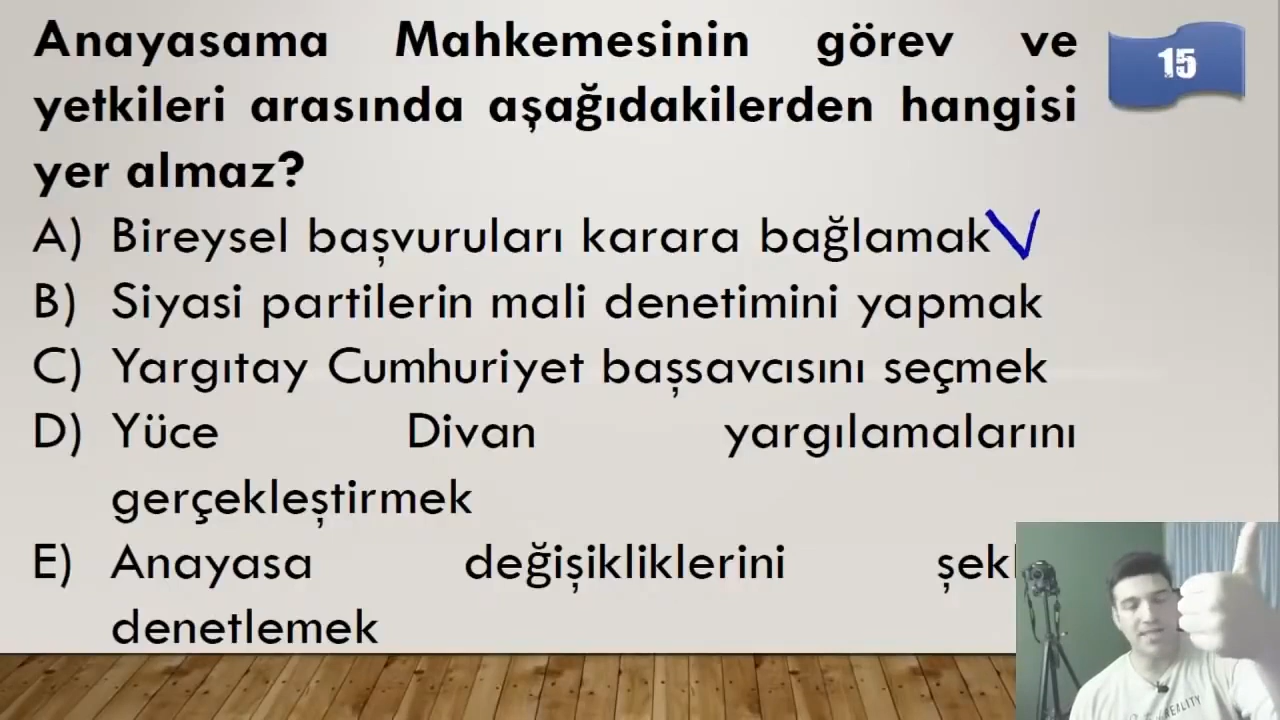 Anayasama Mahkemesinin görev ve
yetkileri arasında aşağıdakilerden hangisi
yer almaz?
15
A) Bireysel başvuruları karara bağlamak
B) Siyasi partilerin mali denetimini yapmak
C) Yargıtay Cumhuriyet başsavcısını seçmek
D) Yüce Divan yargılamalarını
gerçekleştirmek
E) Anayasa değişikliklerini
denetlemek
REALITY